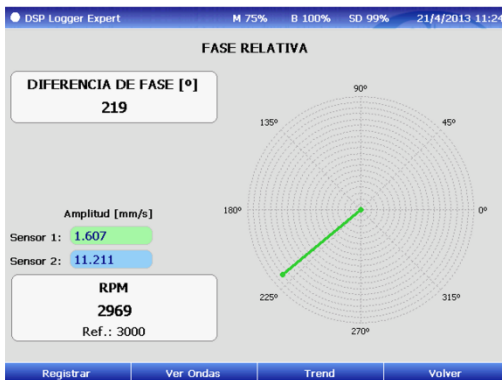 DSP Logger Expert M 75% B 100% SD 99% 21/4/2013 11:24
FASE RELATIVA
DIFERENCIA DE FASE [º]
219
90º
135º 45º
180º 0º
225º 315º
270º
Amplitud [mm/s]
Sensor 1: 1.607
Sensor 2: 11.211
RPM
2969
Ref.: 3000
Registrar Ver Ondas Trend Volver